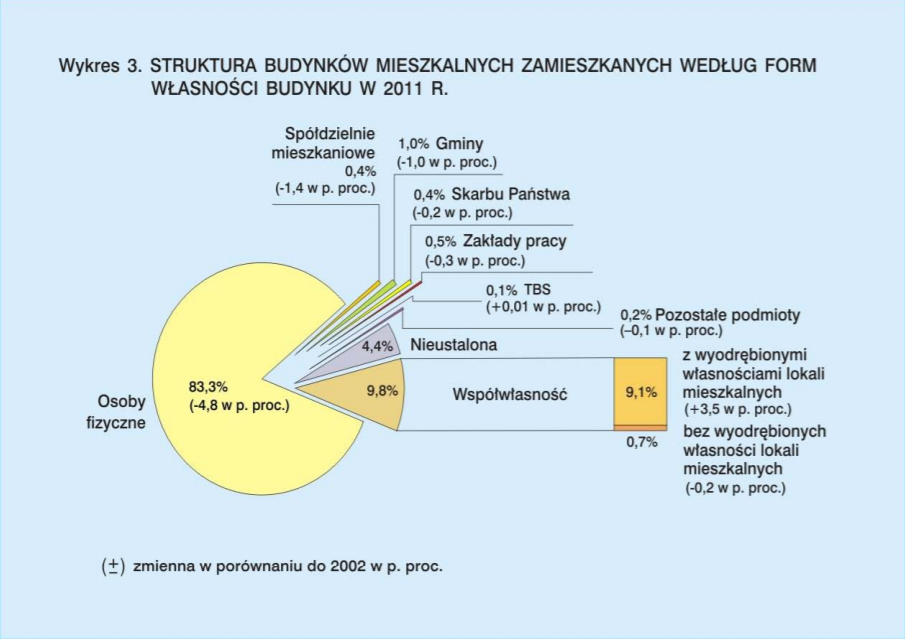 Wykres 3. STRUKTURA BUDYNKÓW MIESZKALNYCH ZAMIESZKANYCH WEDŁUG FORM
WŁASNOŚCI BUDYNKU W 2011 R.
Spółdzielnie
mieszkaniowe
0,4%
(-1,4 w p. proc.)
1,0% Gminy
(-1,0 w p. proc.)
0,4% Skarbu Państwa
(-0,2 w p. proc.)
0,5% Zakłady pracy
(-0,3 w p. proc.)
0,1% TBS
(+0,01 w p. proc.)
0,2% Pozostałe podmioty
(–0,1 w p. proc.)
4,4%
Nieustalona
83,3%
(-4,8 w p. proc.)
Osoby
fizyczne
9,8%
Współwłasność
9,1%
z wyodrębionymi
własnościami lokali
mieszkalnych
(+3,5 w p. proc.)
0,7%
bez wyodrębionych
własności lokali
mieszkalnych
(-0,2 w p. proc.)
(±) zmienna w porównaniu do 2002 w p. proc.